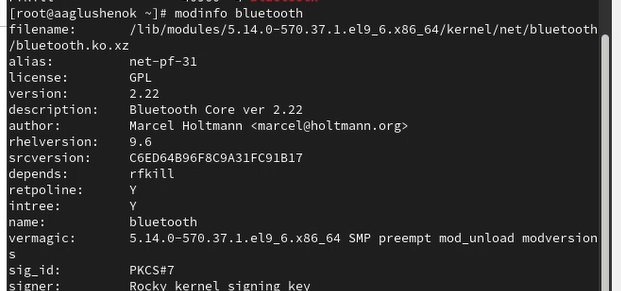 [root@aaglushenok ~]# modinfo bluetooth
filename:       /lib/modules/5.14.0-570.37.1.el9_6.x86_64/kernel/net/bluetooth
/bluetooth.ko.xz
alias:          net-pf-31
license:        GPL
version:        2.22
description:    Bluetooth Core ver 2.22
author:         Marcel Holtmann <marcel@holtmann.org>
rhelversion:    9.6
srcversion:     C6ED64B96F8C9A31FC91B17
depends:        rfkill
retpoline:      Y
intree:         Y
name:           bluetooth
vermagic:       5.14.0-570.37.1.el9_6.x86_64 SMP preempt mod_unload modversion
s
sig_id:         PKCS#7
signer:         Rocky kernel signing key